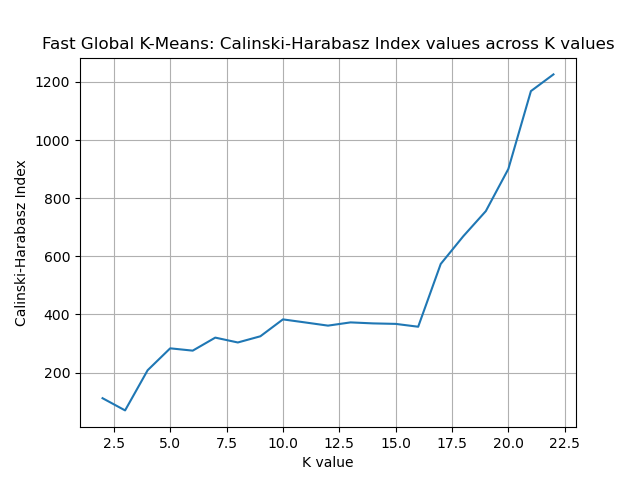 Fast Global K-Means: Calinski-Harabasz Index values across K values
Calinski-Harabasz Index
1200
1000
800
600
400
200
2.5 5.0 7.5 10.0 12.5 15.0 17.5 20.0 22.5
K value